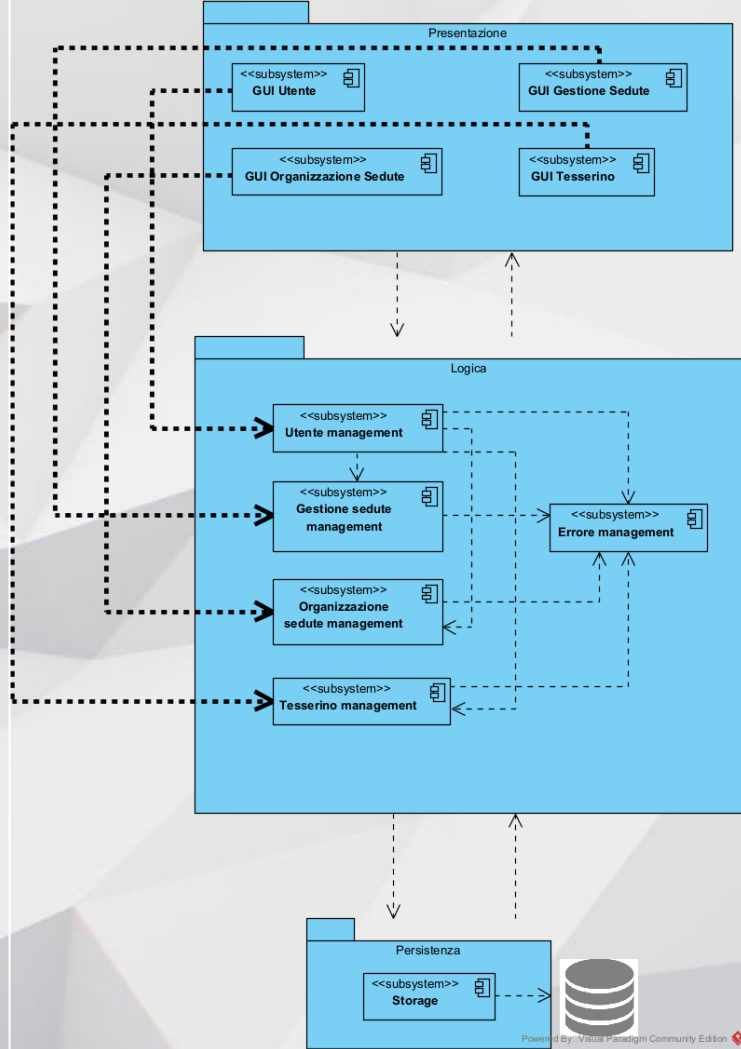 Presentazione
<<subsystem>>
GUI Utente
<<subsystem>>
GUI Gestione Sedute
<<subsystem>>
GUI Organizzazione Sedute
<<subsystem>>
GUI Tesserino
Logica
<<subsystem>>
Utente management
<<subsystem>>
Gestione sedute
management
<<subsystem>>
Errore management
<<subsystem>>
Organizzazione
sedute management
<<subsystem>>
Tesserino management
Persistenza
<<subsystem>>
Storage
Powered By Visual Paradigm Community Edition